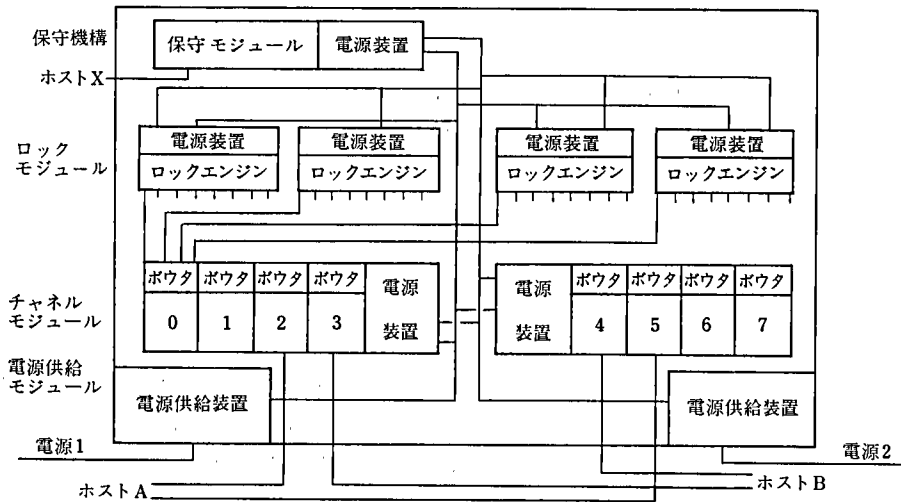 保守機構
保守モジュール
電源装置
ホストX
ロック
モジュール
電源装置
ロックエンジン
電源装置
ロックエンジン
電源装置
ロックエンジン
電源装置
ロックエンジン
チャネル
モジュール
ボウタ
0
ボウタ
1
ボウタ
2
ボウタ
3
電源
装置
電源
装置
ボウタ
4
ボウタ
5
ボウタ
6
ボウタ
7
電源供給
モジュール
電源供給装置
電源供給装置
電源1
電源2
ホストA
ホストB